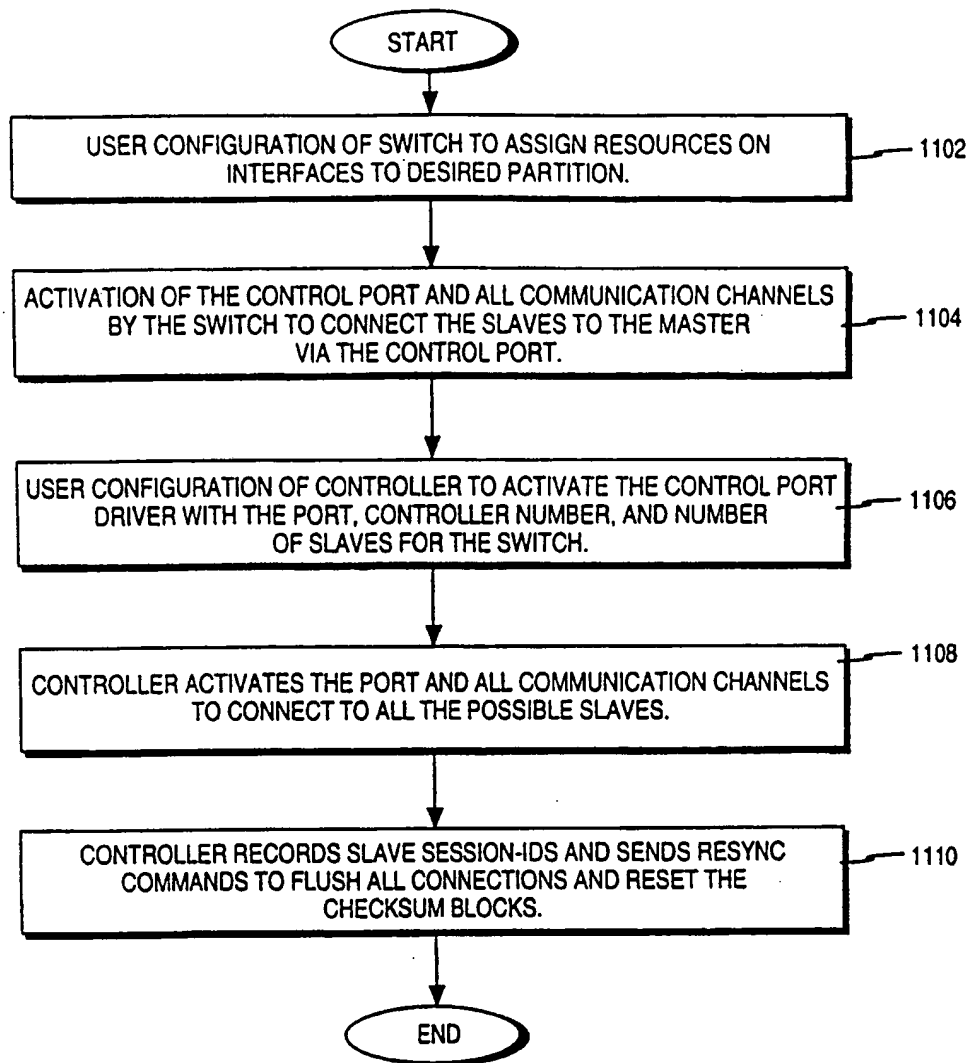 START
USER CONFIGURATION OF SWITCH TO ASSIGN RESOURCES ON
INTERFACES TO DESIRED PARTITION.
1102
ACTIVATION OF THE CONTROL PORT AND ALL COMMUNICATION CHANNELS
BY THE SWITCH TO CONNECT THE SLAVES TO THE MASTER
VIA THE CONTROL PORT.
1104
USER CONFIGURATION OF CONTROLLER TO ACTIVATE THE CONTROL PORT
DRIVER WITH THE PORT, CONTROLLER NUMBER, AND NUMBER
OF SLAVES FOR THE SWITCH.
1106
CONTROLLER ACTIVATES THE PORT AND ALL COMMUNICATION CHANNELS
TO CONNECT TO ALL THE POSSIBLE SLAVES.
1108
CONTROLLER RECORDS SLAVE SESSION-IDS AND SENDS RESYNC
COMMANDS TO FLUSH ALL CONNECTIONS AND RESET THE
CHECKSUM BLOCKS.
1110
END